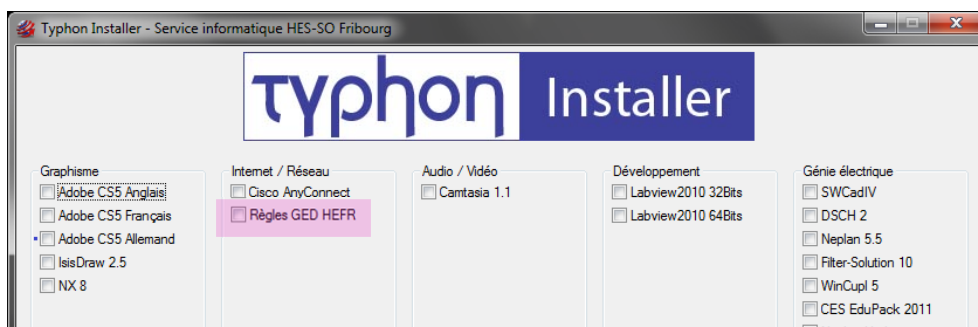 Typhon Installer - Service informatique HES-SO Fribourg
Typhon Installer
Graphisme
Adobe CS5 Anglais
Adobe CS5 Français
Adobe CS5 Allemand
IsisDraw 2.5
NX 8
Internet / Réseau
Cisco AnyConnect
Règles GED HEFR
Audio / Vidéo
Camtasia 1.1
Développement
Labview2010 32Bits
Labview2010 64Bits
Génie électrique
SWCadIV
DSCH 2
Neplan 5.5
Filter-Solution 10
WinCupl 5
CES EduPack 2011